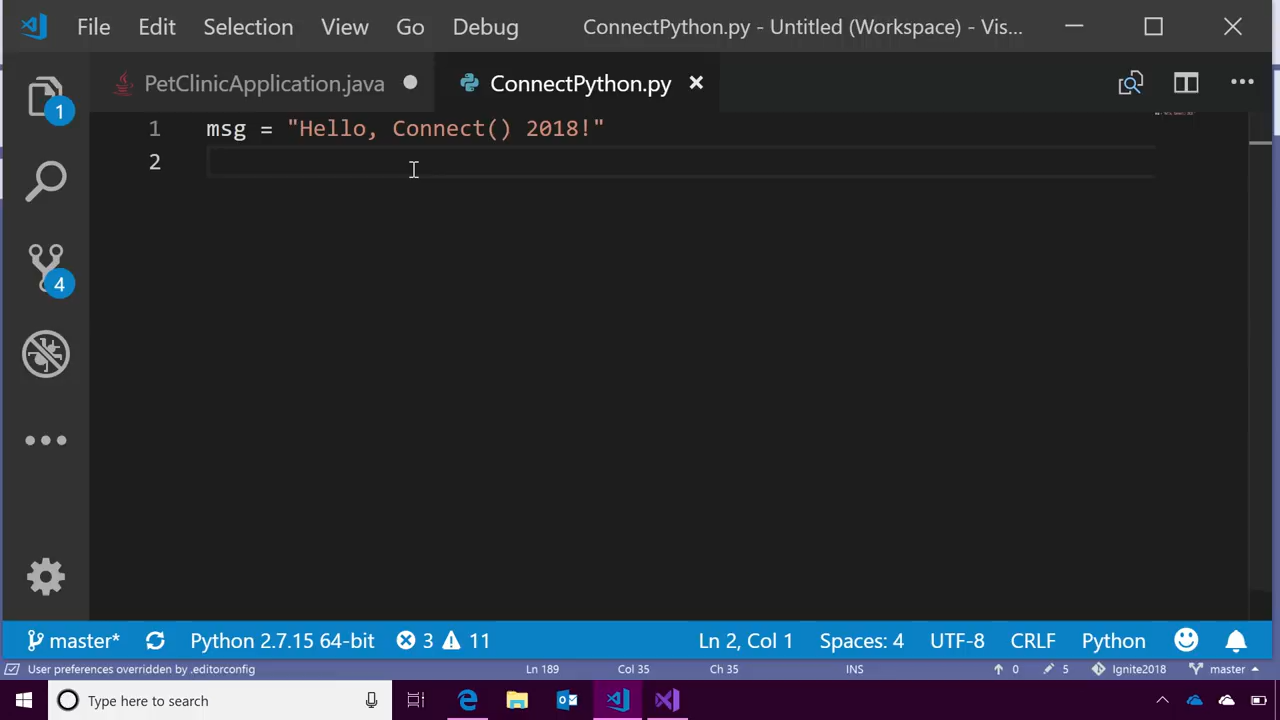 File Edit Selection View Go Debug ConnectPython.py - Untitled (Workspace) - Vis...
PetClinicApplication.java ConnectPython.py
1 msg = "Hello, Connect() 2018!"
2
1
4
master* Python 2.7.15 64-bit 3 11 Ln 2, Col 1 Spaces: 4 UTF-8 CRLF Python
User preferences overridden by .editorconfig Ln 189 Col 35 Ch 35 INS 0 5 Ignite2018 master
Type here to search